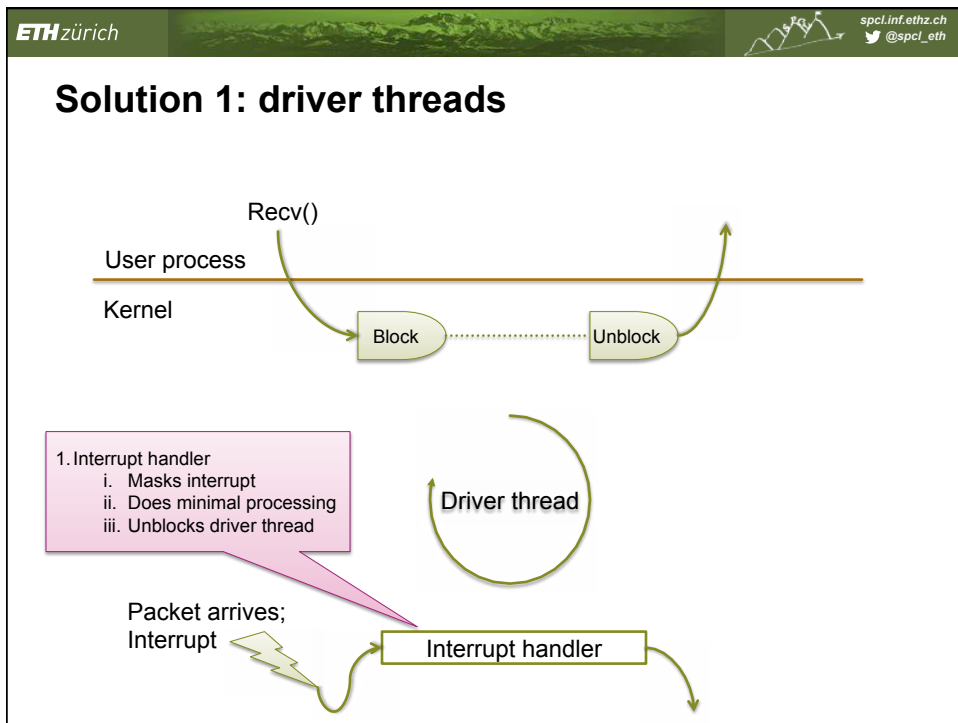 ETH zürich
spcl.inf.ethz.ch
@spcl_eth
Solution 1: driver threads
Recv()
User process
Kernel
Block
Unblock
1. Interrupt handler
i. Masks interrupt
ii. Does minimal processing
iii. Unblocks driver thread
Driver thread
Packet arrives;
Interrupt
Interrupt handler